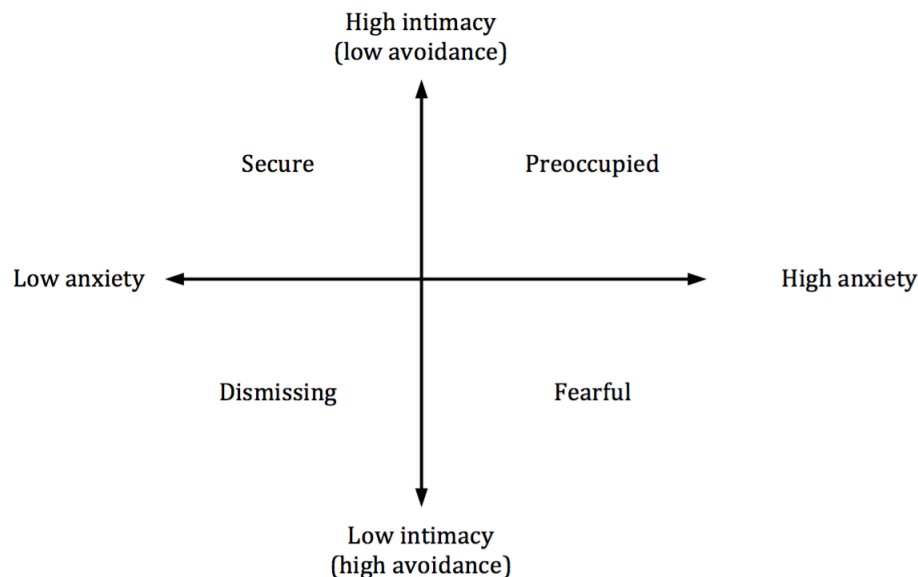 High intimacy
(low avoidance)
Secure
Preoccupied
Low anxiety
High anxiety
Dismissing
Fearful
Low intimacy
(high avoidance)